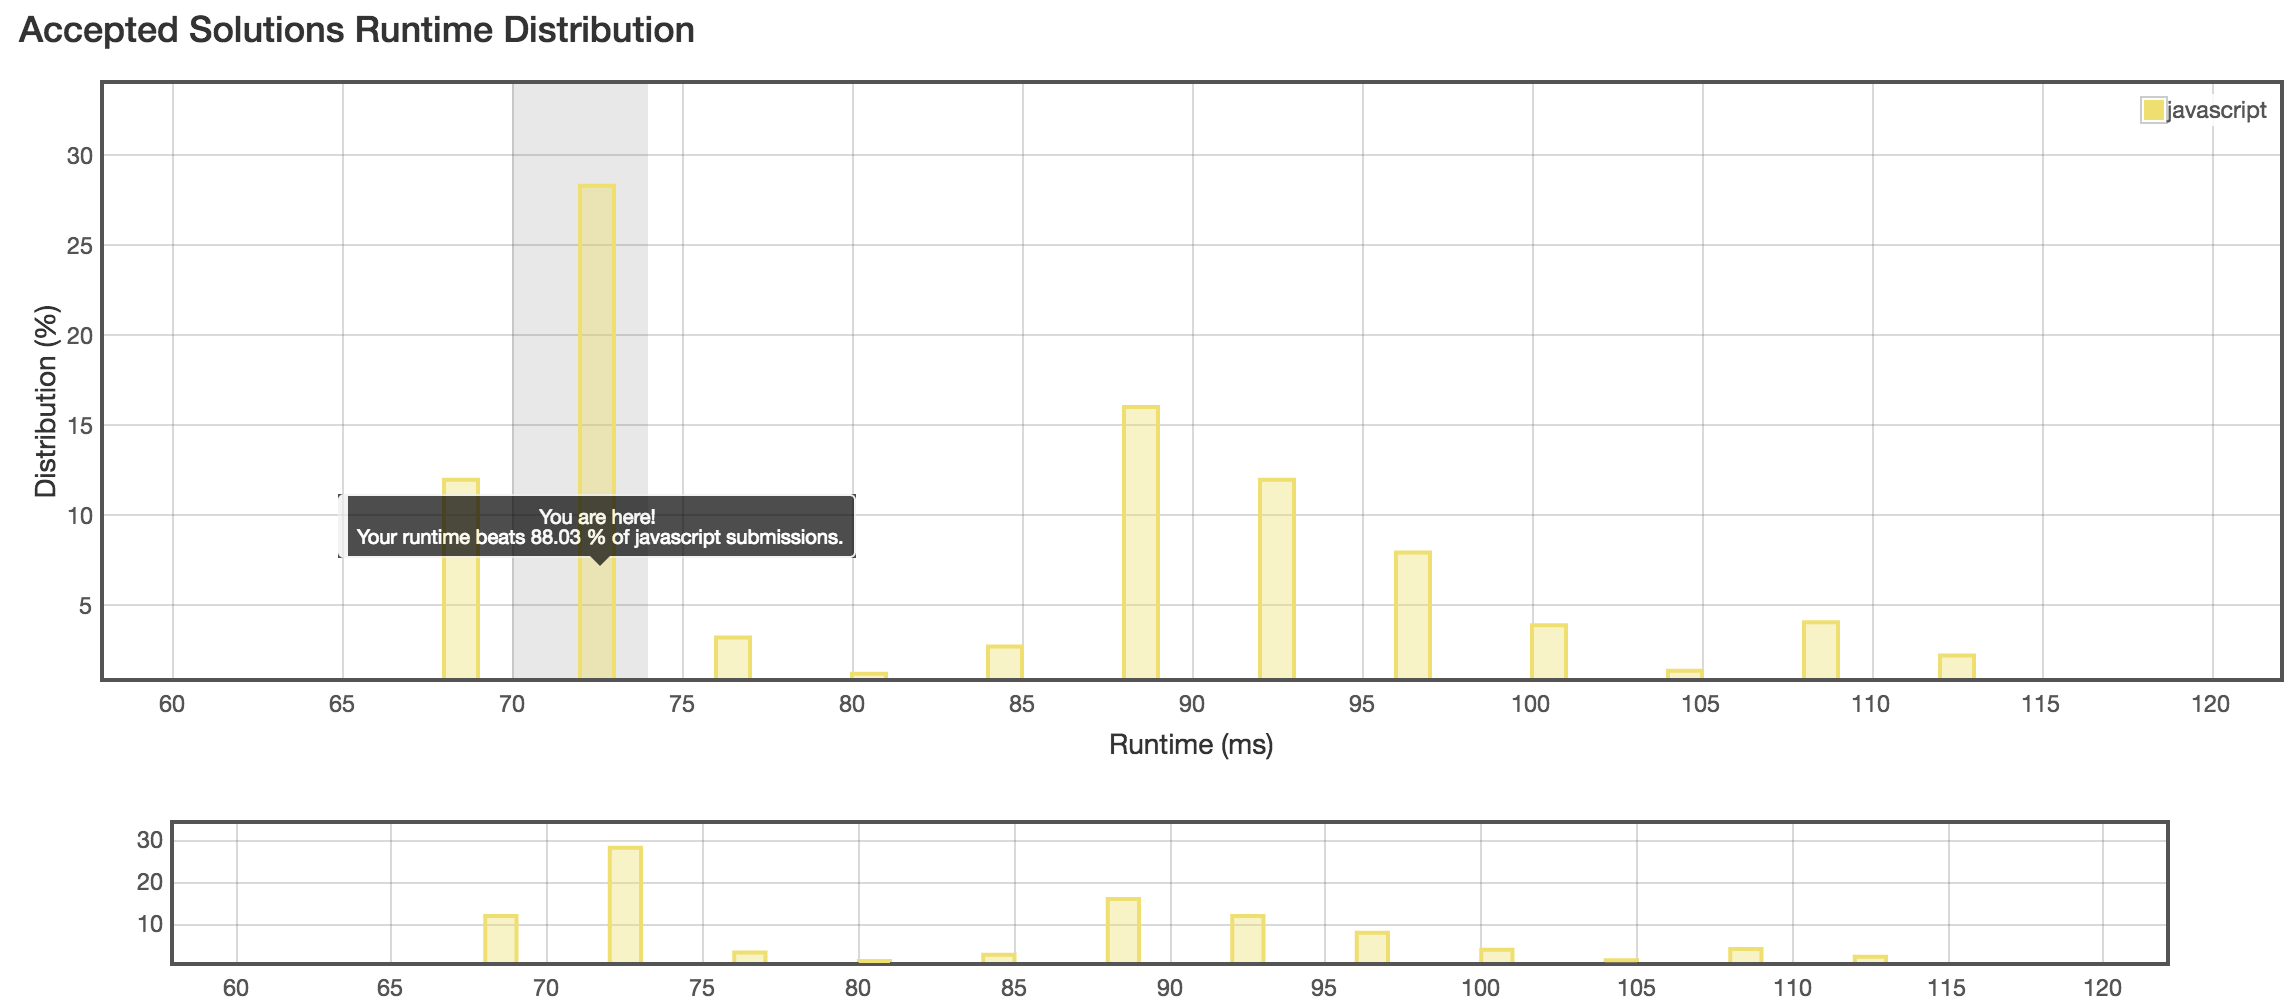 Accepted Solutions Runtime Distribution
javascript
30
25
20
15
10
5
Distribution (%)
You are here!
Your runtime beats 88.03 % of javascript submissions.
60 65 70 75 80 85 90 95 100 105 110 115 120
Runtime (ms)
30
20
10
60 65 70 75 80 85 90 95 100 105 110 115 120